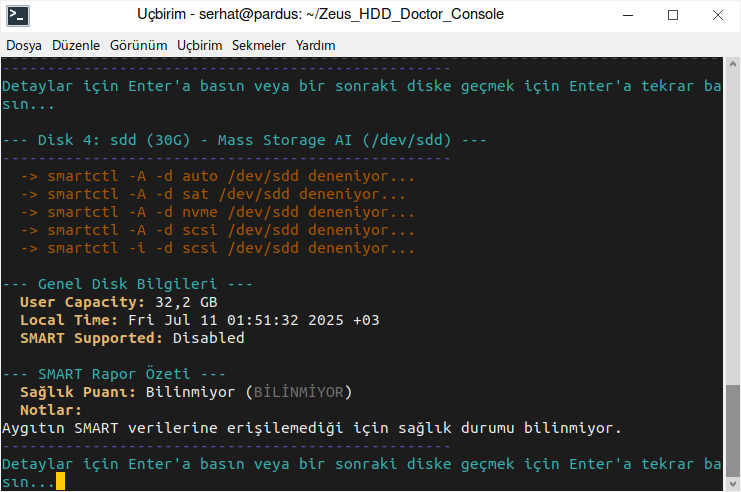 Uçbirim - serhat@pardus: ~/Zeus_HDD_Doctor_Console
Dosya Düzenle Görünüm Uçbirim Sekmeler Yardım
--------------------------------------------------
Detaylar için Enter'a basın veya bir sonraki diske geçmek için Enter'a tekrar ba
sın...
--- Disk 4: sdd (30G) - Mass Storage AI (/dev/sdd) ---
--------------------------------------------------
-> smartctl -A -d auto /dev/sdd deneniyor...
-> smartctl -A -d sat /dev/sdd deneniyor...
-> smartctl -A -d nvme /dev/sdd deneniyor...
-> smartctl -A -d scsi /dev/sdd deneniyor...
-> smartctl -i -d scsi /dev/sdd deneniyor...
--- Genel Disk Bilgileri ---
User Capacity: 32,2 GB
Local Time: Fri Jul 11 01:51:32 2025 +03
SMART Supported: Disabled
--- SMART Rapor Özeti ---
Sağlık Puanı: Bilinmiyor (BİLİNMİYOR)
Notlar:
Aygıtın SMART verilerine erişilemediği için sağlık durumu bilinmiyor.
--------------------------------------------------
Detaylar için Enter'a basın veya bir sonraki diske geçmek için Enter'a tekrar ba
sın...